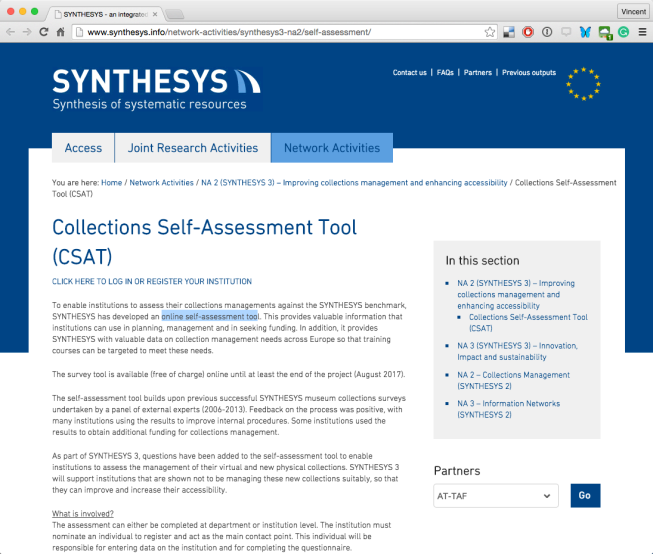 SYNTHESYS - an integrated
Vincent
www.synthesys.info/network-activities/synthesys3-na2/self-assessment/
SYNTHESYS
Synthesis of systematic resources
Contact us | FAQs | Partners | Previous outputs
Access
Joint Research Activities
Network Activities
You are here: Home / Network Activities / NA 2 (SYNTHESYS 3) – Improving collections management and enhancing accessibility / Collections Self-Assessment
Tool (CSAT)
Collections Self-Assessment Tool
(CSAT)
CLICK HERE TO LOG IN OR REGISTER YOUR INSTITUTION
To enable institutions to assess their collections managements against the SYNTHESYS benchmark,
SYNTHESYS has developed an online self-assessment tool. This provides valuable information that
institutions can use in planning, management and in seeking funding. In addition, it provides
SYNTHESYS with valuable data on collection management needs across Europe so that training
courses can be targeted to meet these needs.
The survey tool is available (free of charge) online until at least the end of the project (August 2017).
The self-assessment tool builds upon previous successful SYNTHESYS museum collections surveys
undertaken by a panel of external experts (2006-2013). Feedback on the process was positive, with
many institutions using the results to improve internal procedures. Some institutions used the
results to obtain additional funding for collections management.
As part of SYNTHESYS 3, questions have been added to the self-assessment tool to enable
institutions to assess the management of their virtual and new physical collections. SYNTHESYS 3
will support institutions that are shown not to be managing these new collections suitably, so that
they can improve and increase their accessibility.
What is involved?
The assessment can either be completed at department or institution level. The institution must
nominate an individual to register and act as the main contact point. This individual will be
responsible for entering data on the institution and for completing the questionnaire.
In this section
NA 2 (SYNTHESYS 3) – Improving
collections management and
enhancing accessibility
Collections Self-Assessment Tool
(CSAT)
NA 3 (SYNTHESYS 3) – Innovation,
Impact and sustainability
NA 2 – Collections Management
(SYNTHESYS 2)
NA 3 – Information Networks
(SYNTHESYS 2)
Partners
AT-TAF
Go